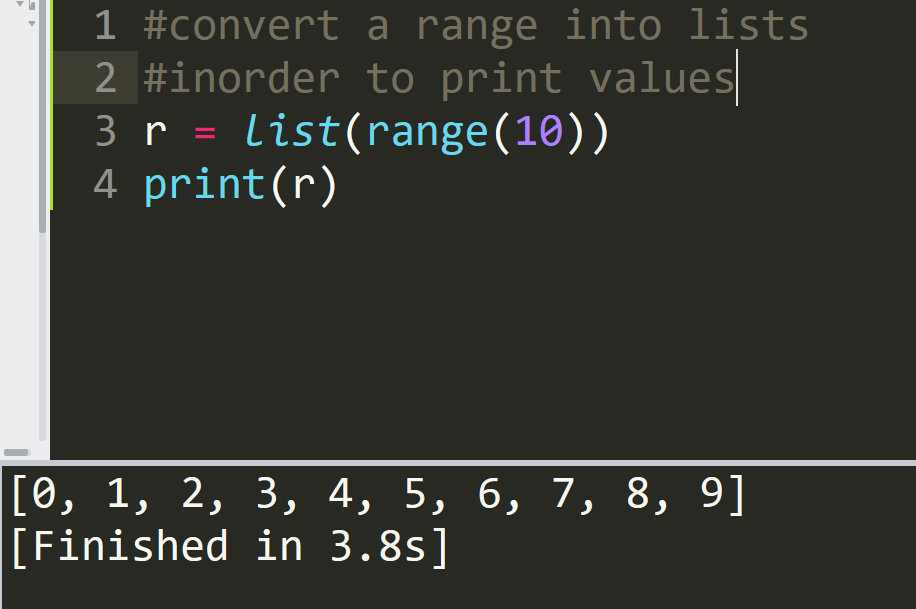 1 #convert a range into lists
2 #inorder to print values
3 r = list(range(10))
4 print(r)
[0, 1, 2, 3, 4, 5, 6, 7, 8, 9]
[Finished in 3.8s]